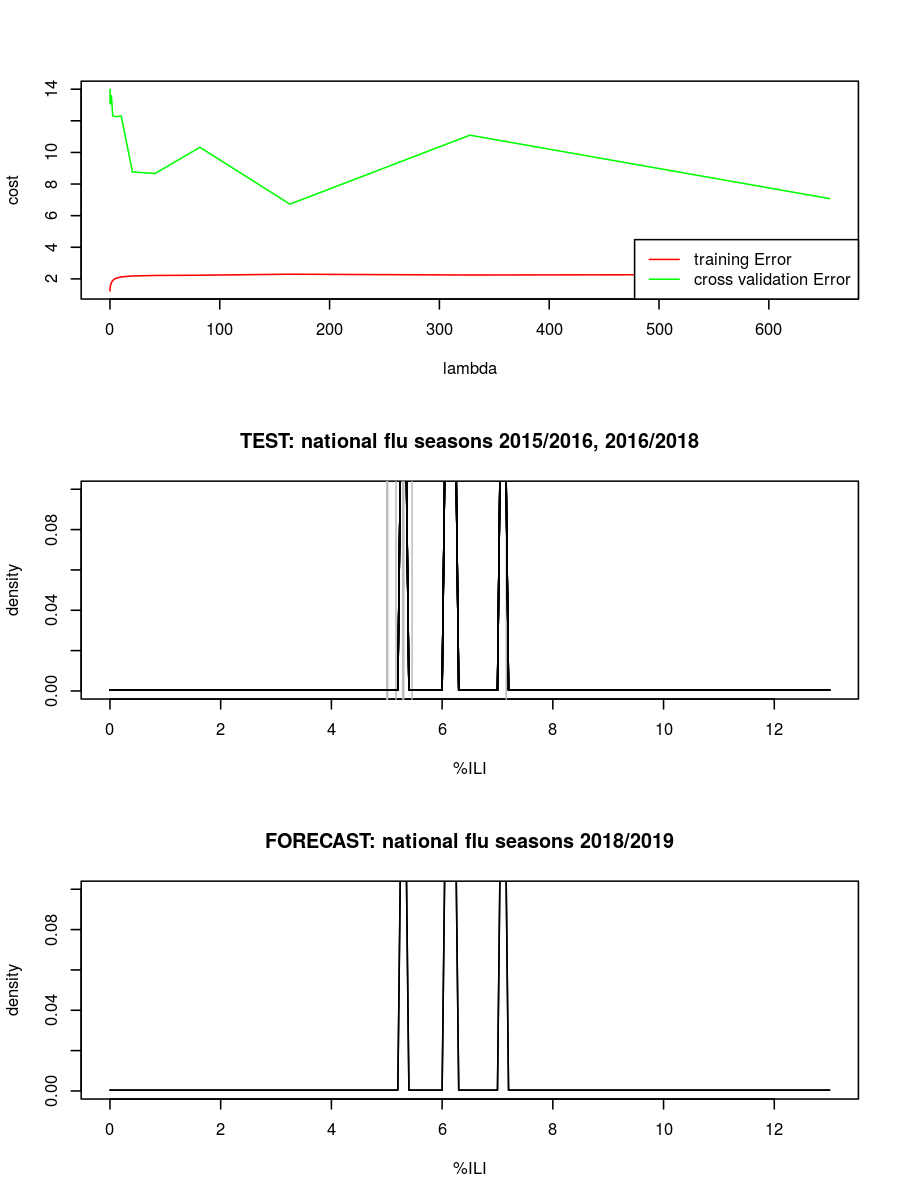 14
10
8
6
4
2
cost
training Error
cross validation Error
0 100 200 300 400 500 600
lambda
TEST: national flu seasons 2015/2016, 2016/2018
0.08
0.04
0.00
density
0 2 4 6 8 10 12
%ILI
FORECAST: national flu seasons 2018/2019
0.08
0.04
0.00
density
0 2 4 6 8 10 12
%ILI